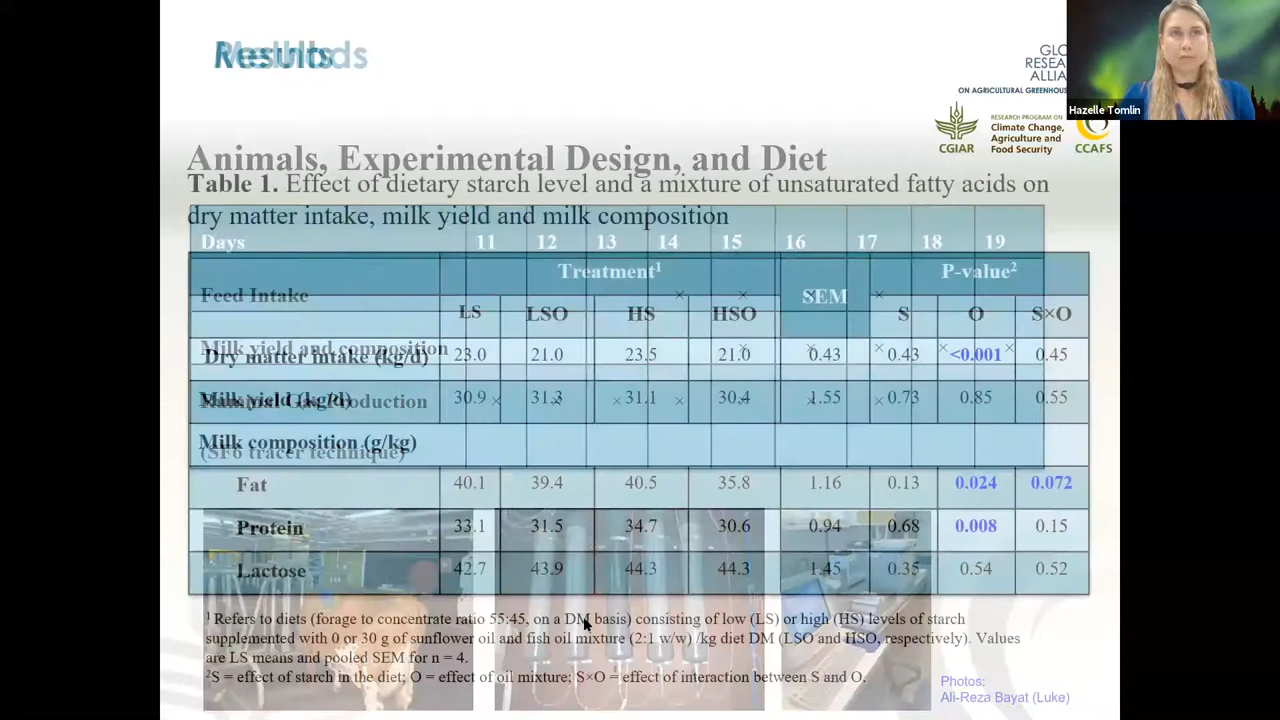 Results
Methods
GLO
RESEA
ALLIA
ON AGRICULTURAL GREENHOUS
Hazelle Tomlin
CGIAR
RESEARCH PROGRAM ON
Climate Change,
Agriculture and
Food Security
CCAFS
Animals, Experimental Design, and Diet
Table 1. Effect of dietary starch level and a mixture of unsaturated fatty acids on
dry matter intake, milk yield and milk composition
Days 11 12 13 14 15 16 17 18 19
Treatment¹ SEM P-value²
Feed Intake × × × ×
LS LSO HS HSO S O S×O
Milk yield and composition × × × × ×
Dry matter intake (kg/d) 23.0 21.0 23.5 21.0 0.43 0.43 <0.001 0.45
Milk yield (kg/d) 30.9 31.3 31.1 30.4 1.55 0.73 0.85 0.55
Ruminal Gas Production × × × × × × ×
Milk composition (g/kg)
(SF6 tracer technique)
Fat 40.1 39.4 40.5 35.8 1.16 0.13 0.024 0.072
Protein 33.1 31.5 34.7 30.6 0.94 0.68 0.008 0.15
Lactose 42.7 43.9 44.3 44.3 1.45 0.35 0.54 0.52
¹ Refers to diets (forage to concentrate ratio 55:45, on a DM basis) consisting of low (LS) or high (HS) levels of starch
supplemented with 0 or 30 g of sunflower oil and fish oil mixture (2:1 w/w) /kg diet DM (LSO and HSO, respectively). Values
are LS means and pooled SEM for n = 4.
²S = effect of starch in the diet; O = effect of oil mixture; S×O = effect of interaction between S and O.
Photos:
Ali-Reza Bayat (Luke)